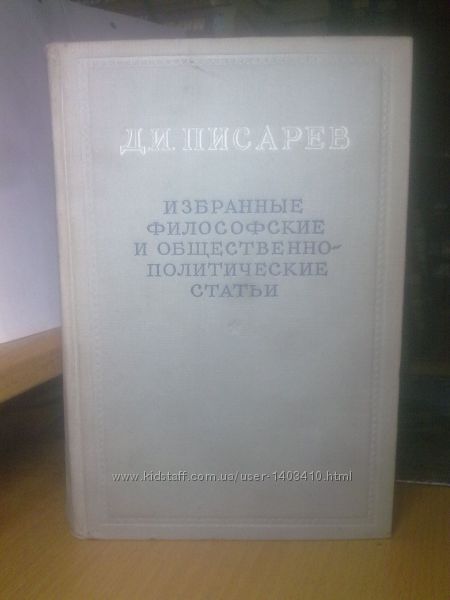 Д.И. ПИСАРЕВ
ИЗБРАННЫЕ
ФИЛОСОФСКИЕ
И ОБЩЕСТВЕННО-
ПОЛИТИЧЕСКИЕ
СТАТЬИ
www.kidstaff.com.ua/user-1403410.html